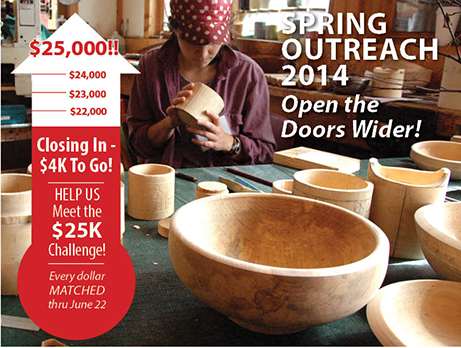 $25,000!!
$24,000
$23,000
$22,000
Closing In -
$4K To Go!
HELP US
Meet the
$25K
Challenge!
Every dollar
MATCHED
thru June 22
SPRING
OUTREACH
2014
Open the
Doors Wider!